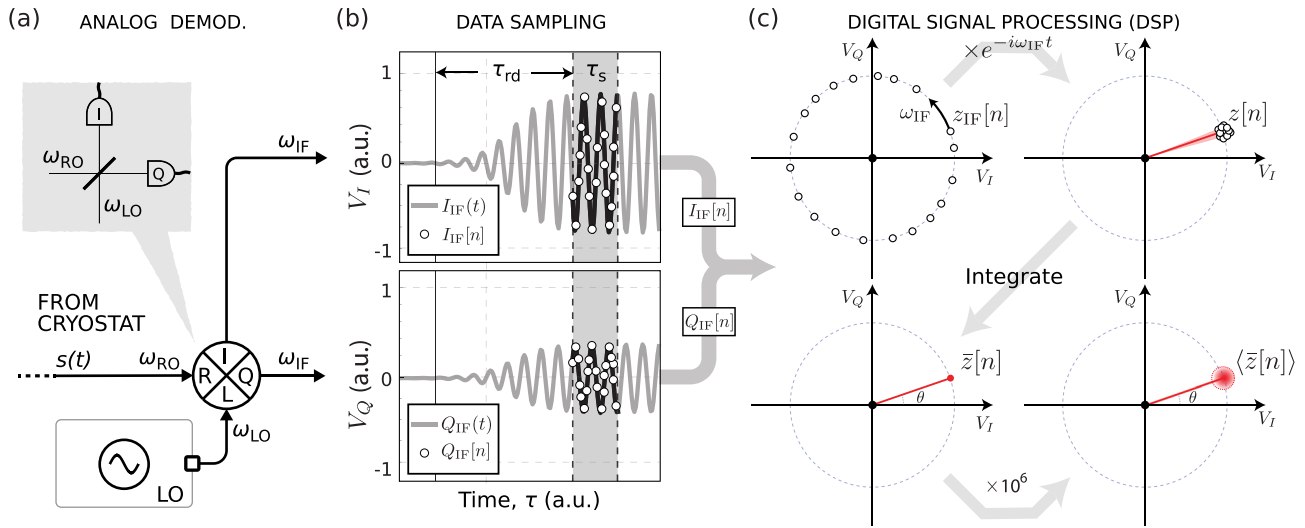 (a) ANALOG DEMOD.
I
Q
ω_RO
ω_LO
ω_IF
FROM
CRYOSTAT
s(t)
ω_RO
I
R
Q
L
ω_IF
ω_LO
LO
(b) DATA SAMPLING
τ_rd
τ_s
V_I (a.u.)
1
0
-1
I_IF(t)
I_IF[n]
V_Q (a.u.)
1
0
-1
Q_IF(t)
Q_IF[n]
Time, τ (a.u.)
I_IF[n]
Q_IF[n]
(c) DIGITAL SIGNAL PROCESSING (DSP)
V_Q
ω_IF
z_IF[n]
V_I
×e^{-iω_IF t}
V_Q
z[n]
V_I
Integrate
V_Q
z̄[n]
θ
V_I
×10^6
V_Q
⟨z̄[n]⟩
θ
V_I